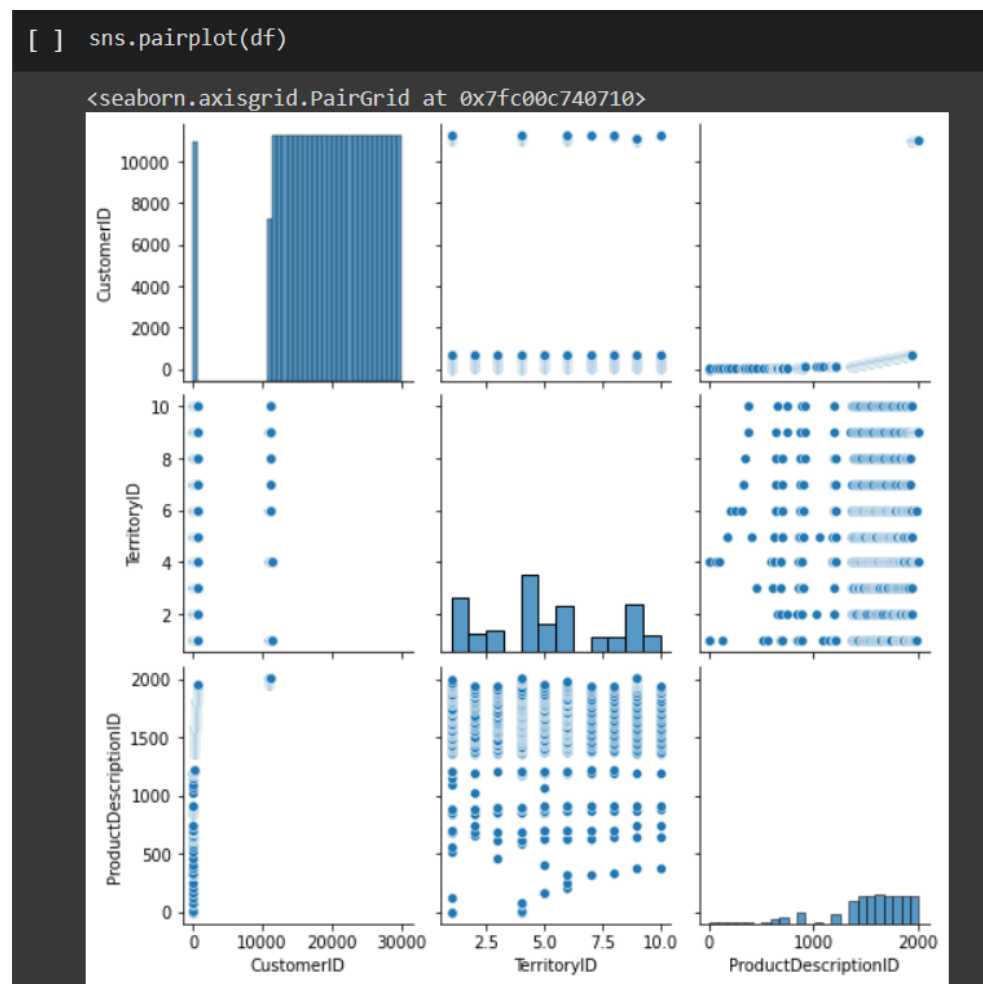 [ ] sns.pairplot(df)
<seaborn.axisgrid.PairGrid at 0x7fc00c740710>
10000
8000
6000
4000
2000
0
CustomerID
10
8
6
4
2
TerritoryID
2000
1500
1000
500
0
ProductDescriptionID
0 10000 20000 30000
CustomerID
2.5 5.0 7.5 10.0
TerritoryID
0 1000 2000
ProductDescriptionID